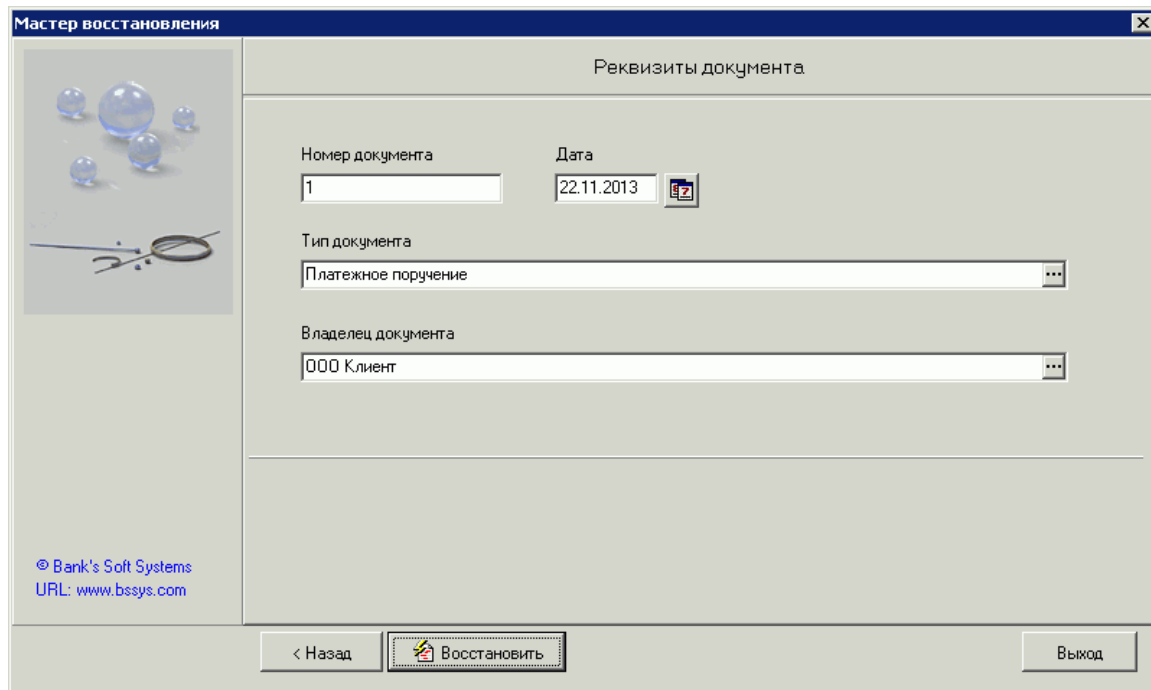 Мастер восстановления
Реквизиты документа
Номер документа
Дата
1
22.11.2013
Тип документа
Платежное поручение
...
Владелец документа
ООО Клиент
...
© Bank's Soft Systems
URL: www.bssys.com
< Назад
Восстановить
Выход